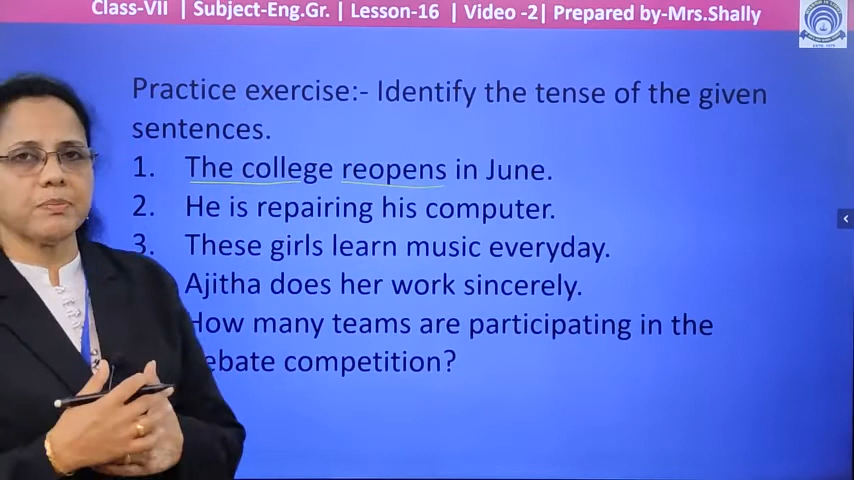 Class-VII | Subject-Eng.Gr. | Lesson-16 | Video -2| Prepared by-Mrs.Shally
Practice exercise:- Identify the tense of the given
sentences.
1. The college reopens in June.
2. He is repairing his computer.
3. These girls learn music everyday.
Ajitha does her work sincerely.
How many teams are participating in the
ebate competition?